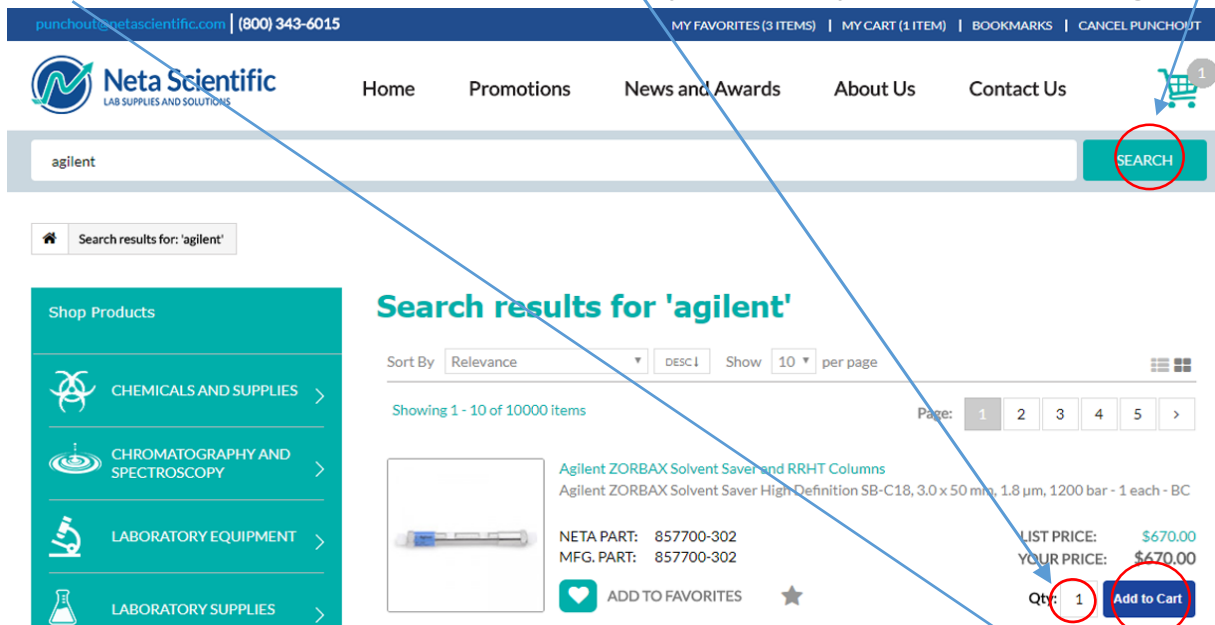 punchout@netascientific.com (800) 343-6015 MY FAVORITES (3 ITEMS) | MY CART (1 ITEM) | BOOKMARKS | CANCEL PUNCHOUT
Neta Scientific
LAB SUPPLIES AND SOLUTIONS
Home Promotions News and Awards About Us Contact Us 1
agilent SEARCH
Search results for: 'agilent'
Shop Products
CHEMICALS AND SUPPLIES
CHROMATOGRAPHY AND
SPECTROSCOPY
LABORATORY EQUIPMENT
LABORATORY SUPPLIES
Search results for 'agilent'
Sort By Relevance DESC Show 10 per page
Showing 1 - 10 of 10000 items Page: 1 2 3 4 5 >
Agilent ZORBAX Solvent Saver and RRHT Columns
Agilent ZORBAX Solvent Saver High Definition SB-C18, 3.0 x 50 mm, 1.8 µm, 1200 bar - 1 each - BC
NETA PART: 857700-302 LIST PRICE: $670.00
MFG. PART: 857700-302 YOUR PRICE: $670.00
ADD TO FAVORITES Qty: 1 Add to Cart